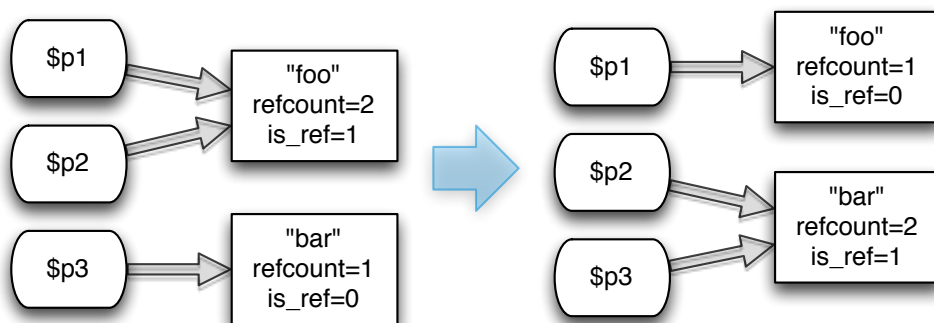 $p1
"foo"
refcount=2
is_ref=1
$p2
$p3
"bar"
refcount=1
is_ref=0
$p1
"foo"
refcount=1
is_ref=0
$p2
"bar"
refcount=2
is_ref=1
$p3